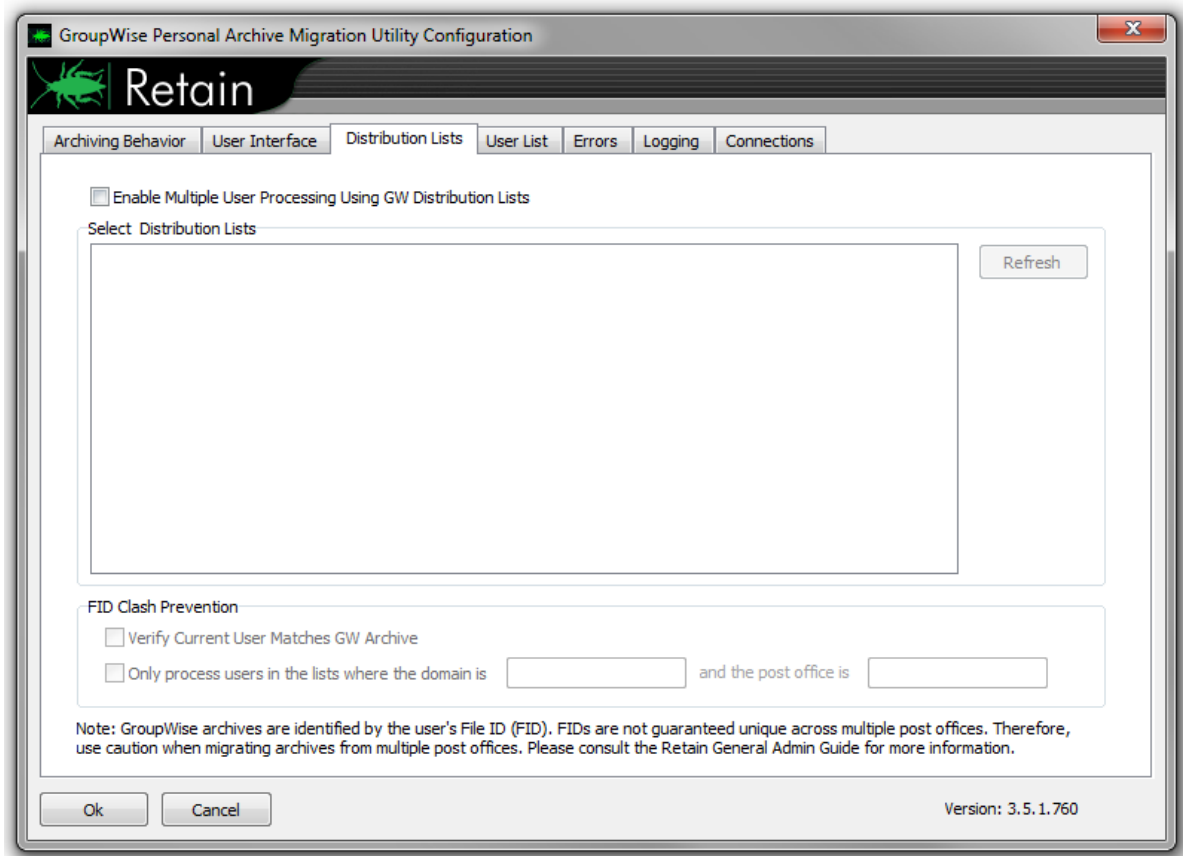 GroupWise Personal Archive Migration Utility Configuration
Retain
Archiving Behavior User Interface Distribution Lists User List Errors Logging Connections
Enable Multiple User Processing Using GW Distribution Lists
Select Distribution Lists
Refresh
FID Clash Prevention
Verify Current User Matches GW Archive
Only process users in the lists where the domain is and the post office is
Note: GroupWise archives are identified by the user's File ID (FID). FIDs are not guaranteed unique across multiple post offices. Therefore,
use caution when migrating archives from multiple post offices. Please consult the Retain General Admin Guide for more information.
Ok Cancel Version: 3.5.1.760